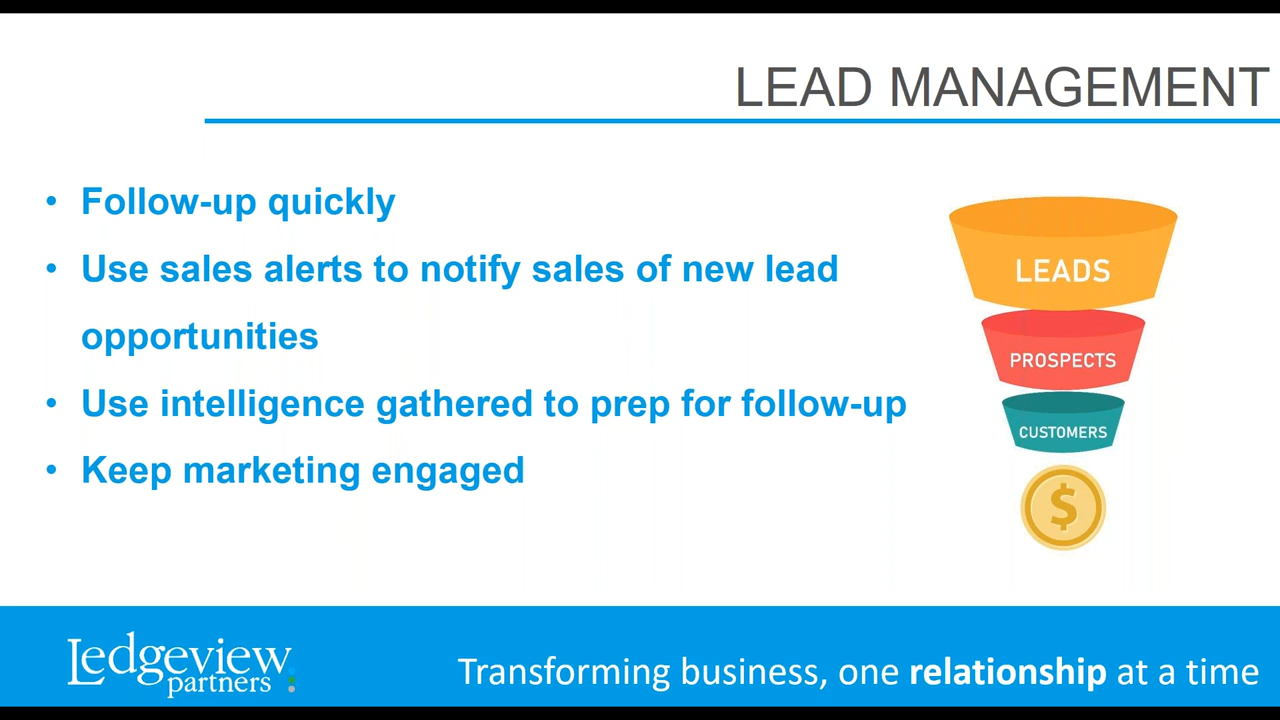 LEAD MANAGEMENT
• Follow-up quickly
• Use sales alerts to notify sales of new lead
opportunities
• Use intelligence gathered to prep for follow-up
• Keep marketing engaged
LEADS
PROSPECTS
CUSTOMERS
$
Ledgeview
partners
Transforming business, one relationship at a time